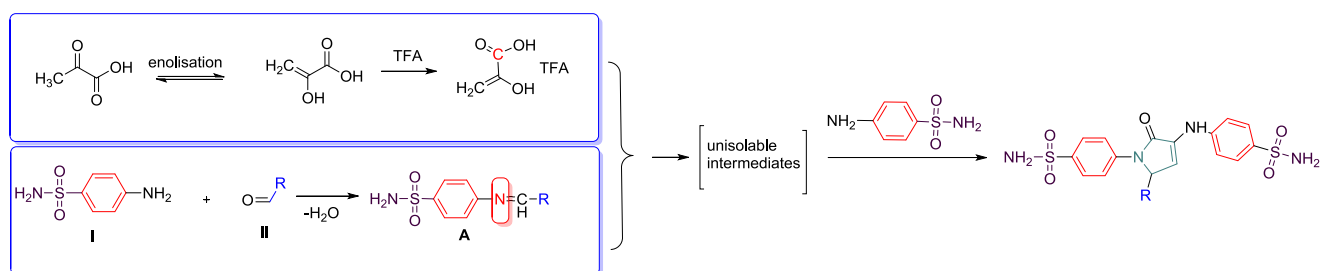 O
H₃C
OH
O
enolisation
O
H₂C
OH
OH
TFA
O
C
OH
H₂C
OH
TFA
O
H₂N
S
O
NH₂
I
+
R
O
II
-H₂O
O
NH₂
S
O
N
H
R
A
unisolable
intermediates
NH₂
O
S
NH₂
O
O
NH₂
S
O
N
O
NH
R
O
S
NH₂
O